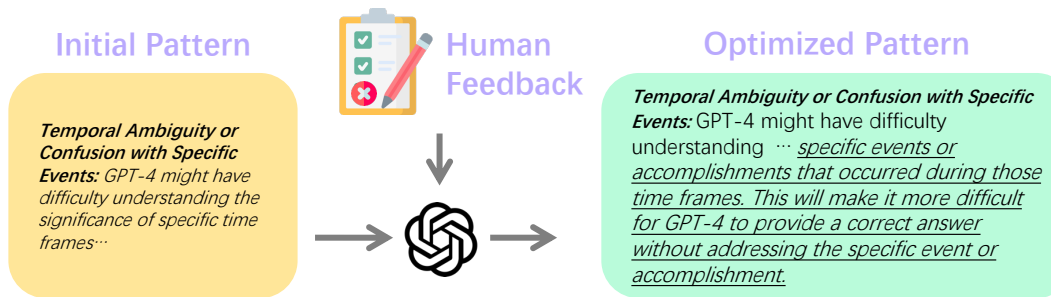 Initial Pattern
Human
Feedback
Optimized Pattern
Temporal Ambiguity or
Confusion with Specific
Events: GPT-4 might have
difficulty understanding the
significance of specific time
frames⋯
Temporal Ambiguity or Confusion with Specific
Events: GPT-4 might have difficulty
understanding ⋯ specific events or
accomplishments that occurred during those
time frames. This will make it more difficult
for GPT-4 to provide a correct answer
without addressing the specific event or
accomplishment.